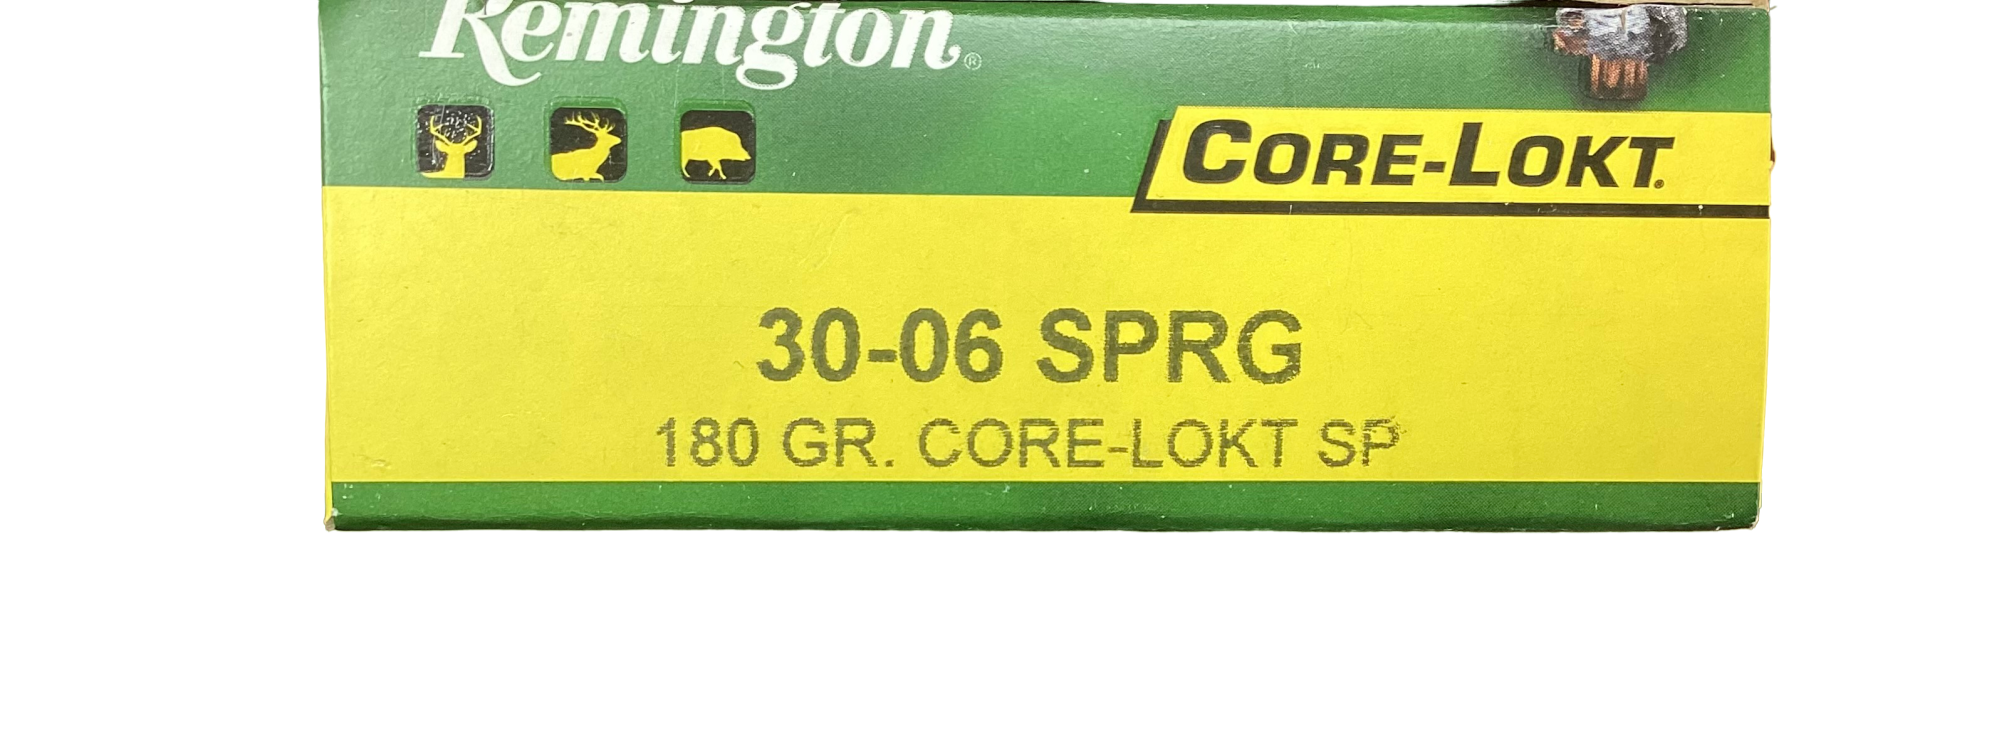 Remington®
CORE-LOKT®
30-06 SPRG
180 GR. CORE-LOKT SP